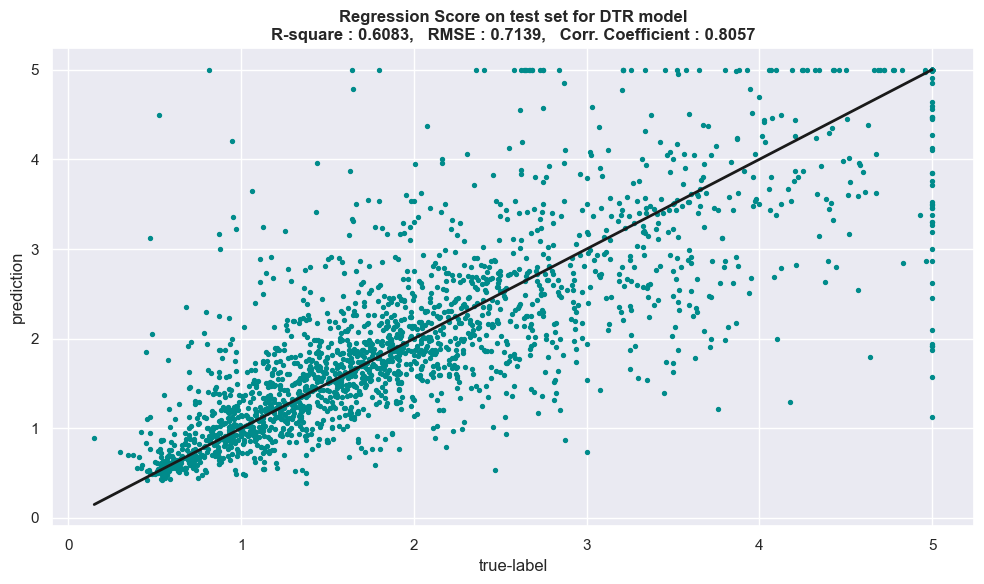 Regression Score on test set for DTR model
R-square : 0.6083,   RMSE : 0.7139,   Corr. Coefficient : 0.8057
prediction
5
4
3
2
1
0
0 1 2 3 4 5
true-label